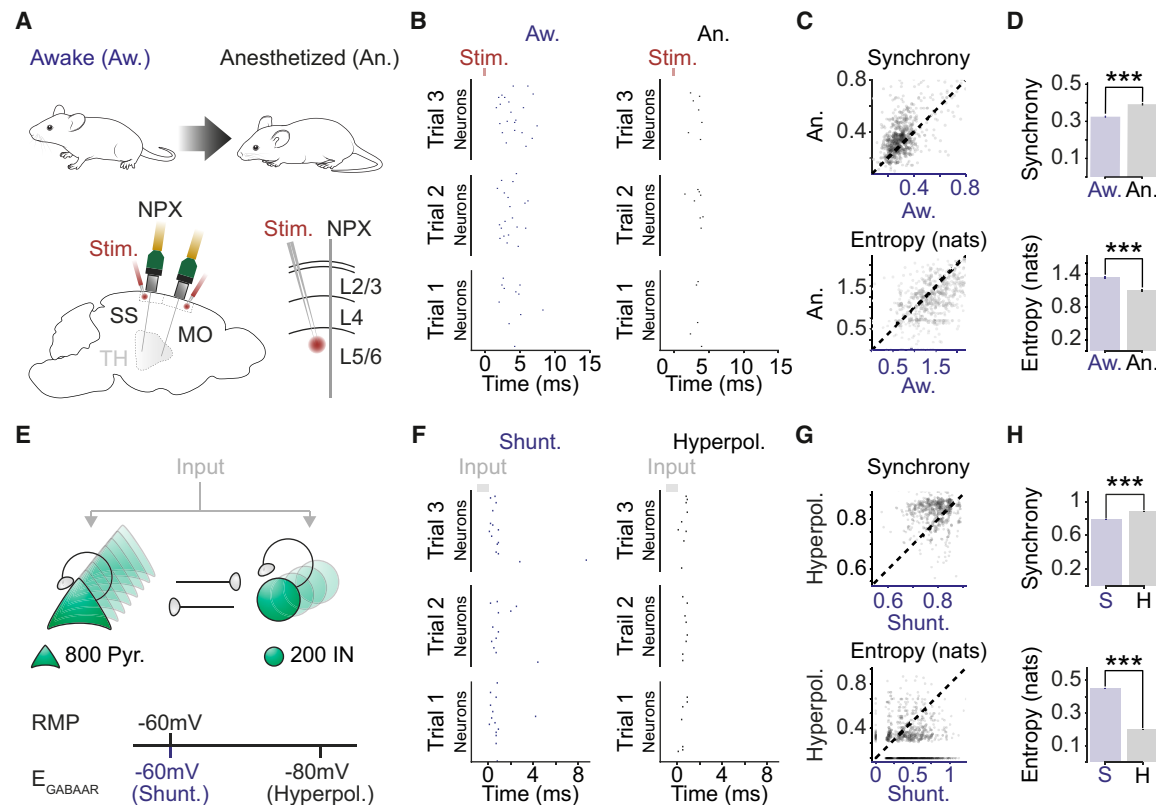 A
Awake (Aw.)
Anesthetized (An.)
NPX
Stim.
SS
MO
TH
Stim.
NPX
L2/3
L4
L5/6
B
Aw.
An.
Stim.
Stim.
Trial 3
Neurons
Trial 2
Neurons
Trial 1
Neurons
0 5 10 15
Time (ms)
Trial 3
Neurons
Trail 2
Neurons
Trial 1
Neurons
0 5 10 15
Time (ms)
C
Synchrony
An.
0.8
0.4
0.4 0.8
Aw.
Entropy (nats)
An.
1.5
0.5
0.5 1.5
Aw.
D
***
Synchrony
0.5
0.3
0.1
Aw. An.
***
Entropy (nats)
1.4
0.8
0.2
Aw. An.
E
Input
800 Pyr.
200 IN
RMP
-60mV
EGABAAR
-60mV
(Shunt.)
-80mV
(Hyperpol.)
F
Shunt.
Hyperpol.
Input
Input
Trial 3
Neurons
Trial 2
Neurons
Trial 1
Neurons
0 4 8
Time (ms)
Trial 3
Neurons
Trail 2
Neurons
Trial 1
Neurons
0 4 8
Time (ms)
G
Synchrony
Hyperpol.
0.8
0.6
0.6 0.8
Shunt.
Entropy (nats)
Hyperpol.
0.8
0.4
0 0.5 1
Shunt.
H
***
Synchrony
1
0.6
0.2
S H
***
Entropy (nats)
0.5
0.3
0.1
S H